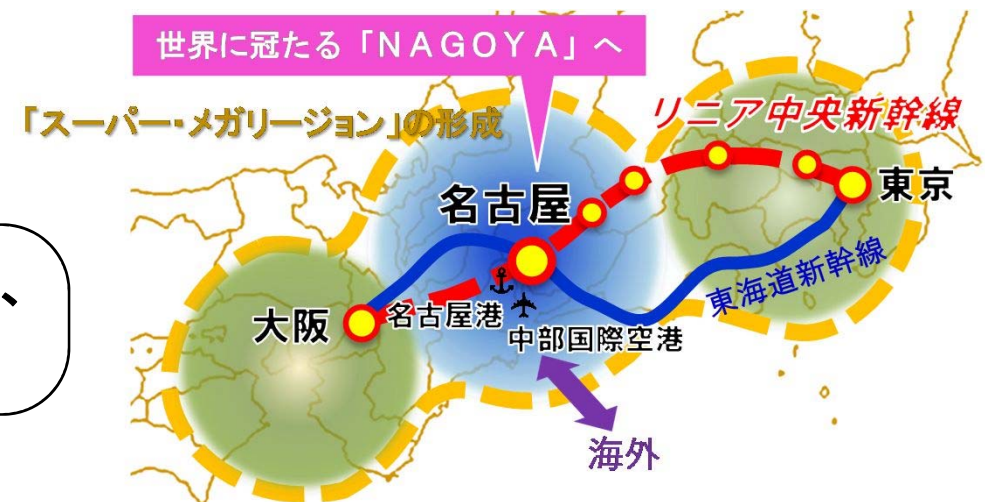 世界に冠たる「NAGOYA」へ
「スーパー・メガリージョン」の形成
リニア中央新幹線
名古屋
東京
東海道新幹線
大阪
名古屋港
中部国際空港
海外
、